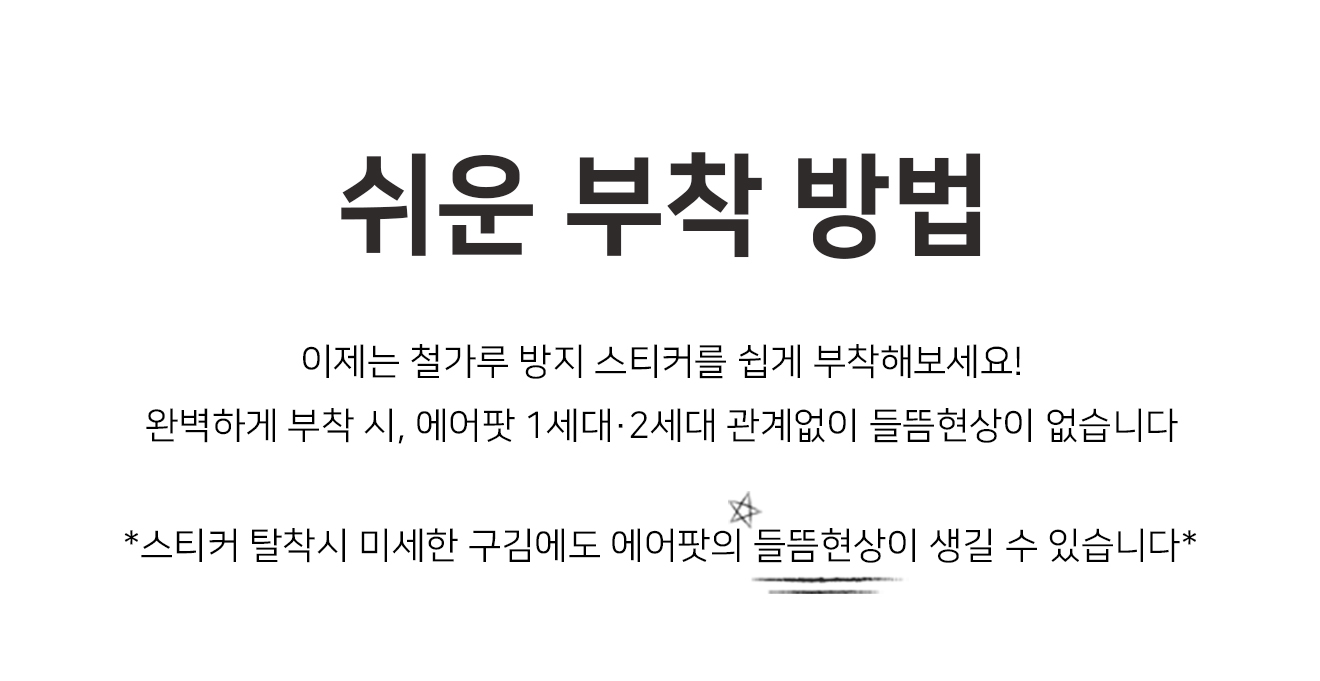 쉬운 부착 방법
이제는 철가루 방지 스티커를 쉽게 부착해보세요!
완벽하게 부착 시, 에어팟 1세대·2세대 관계없이 들뜸현상이 없습니다
*스티커 탈착시 미세한 구김에도 에어팟의 들뜸현상이 생길 수 있습니다*